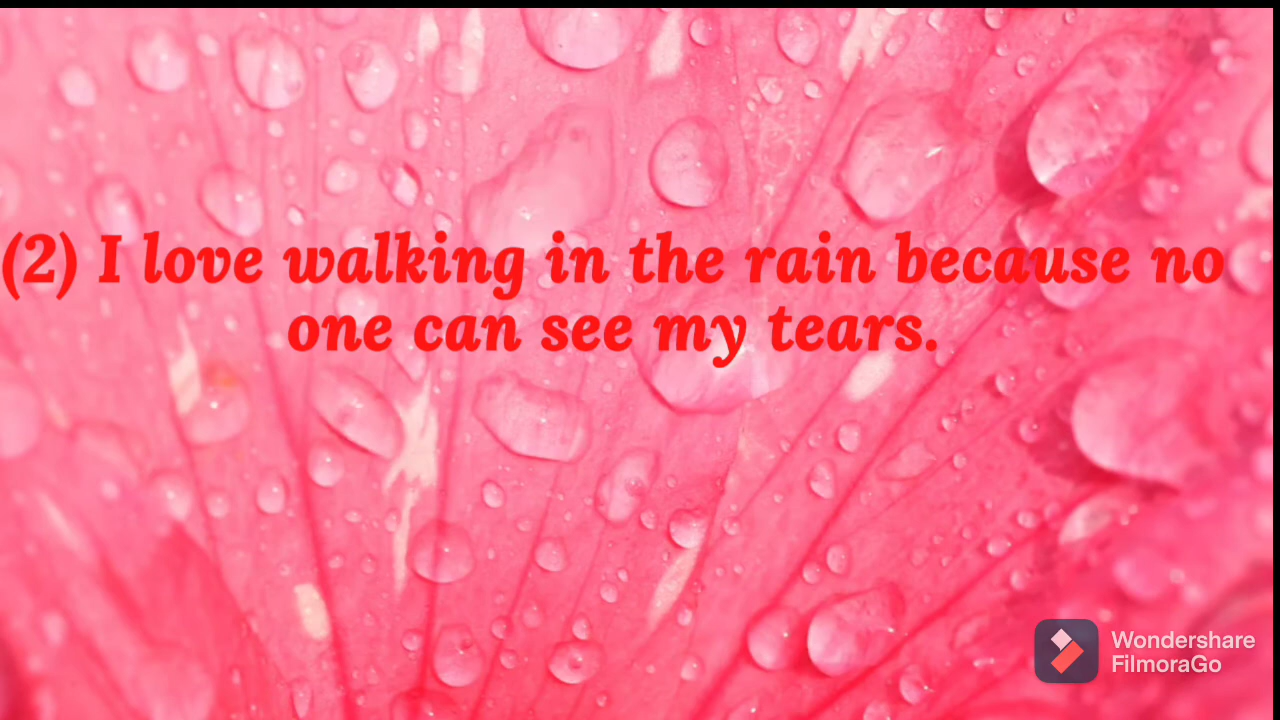 (2) I love walking in the rain because no
one can see my tears.
Wondershare
FilmoraGo